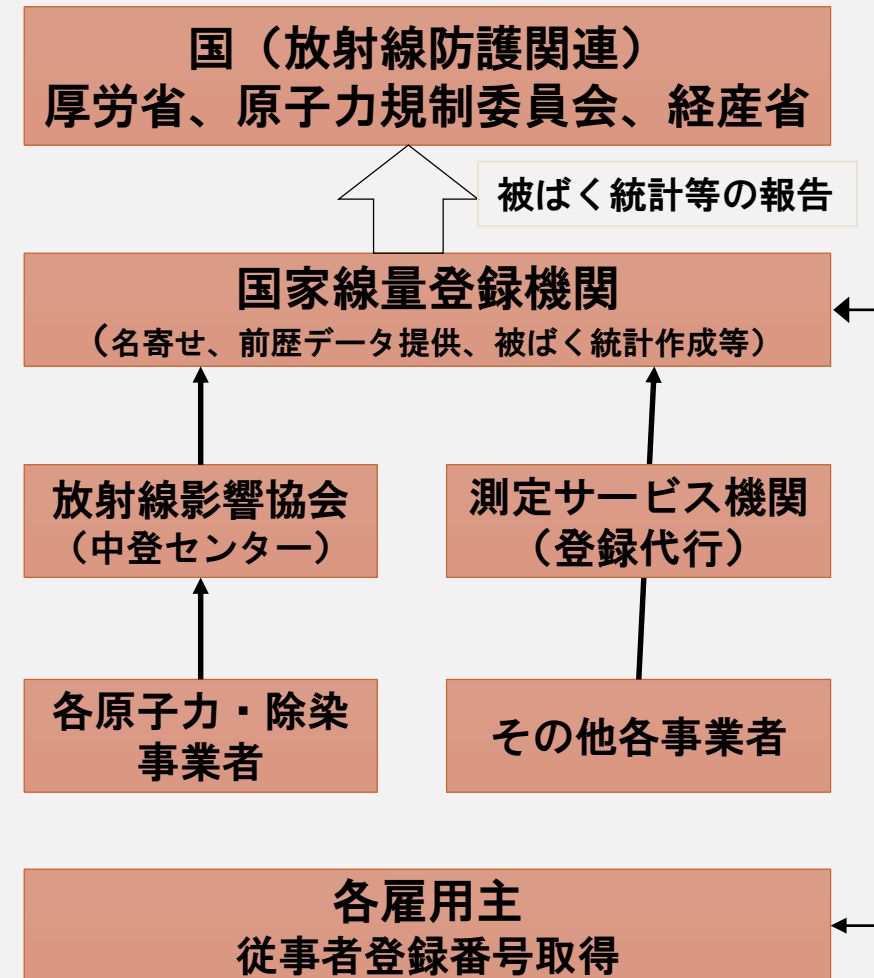 国（放射線防護関連）
厚労省、原子力規制委員会、経産省
被ばく統計等の報告
国家線量登録機関
（名寄せ、前歴データ提供、被ばく統計作成等）
放射線影響協会
（中登センター）
測定サービス機関
（登録代行）
各原子力・除染
事業者
その他各事業者
各雇用主
従事者登録番号取得